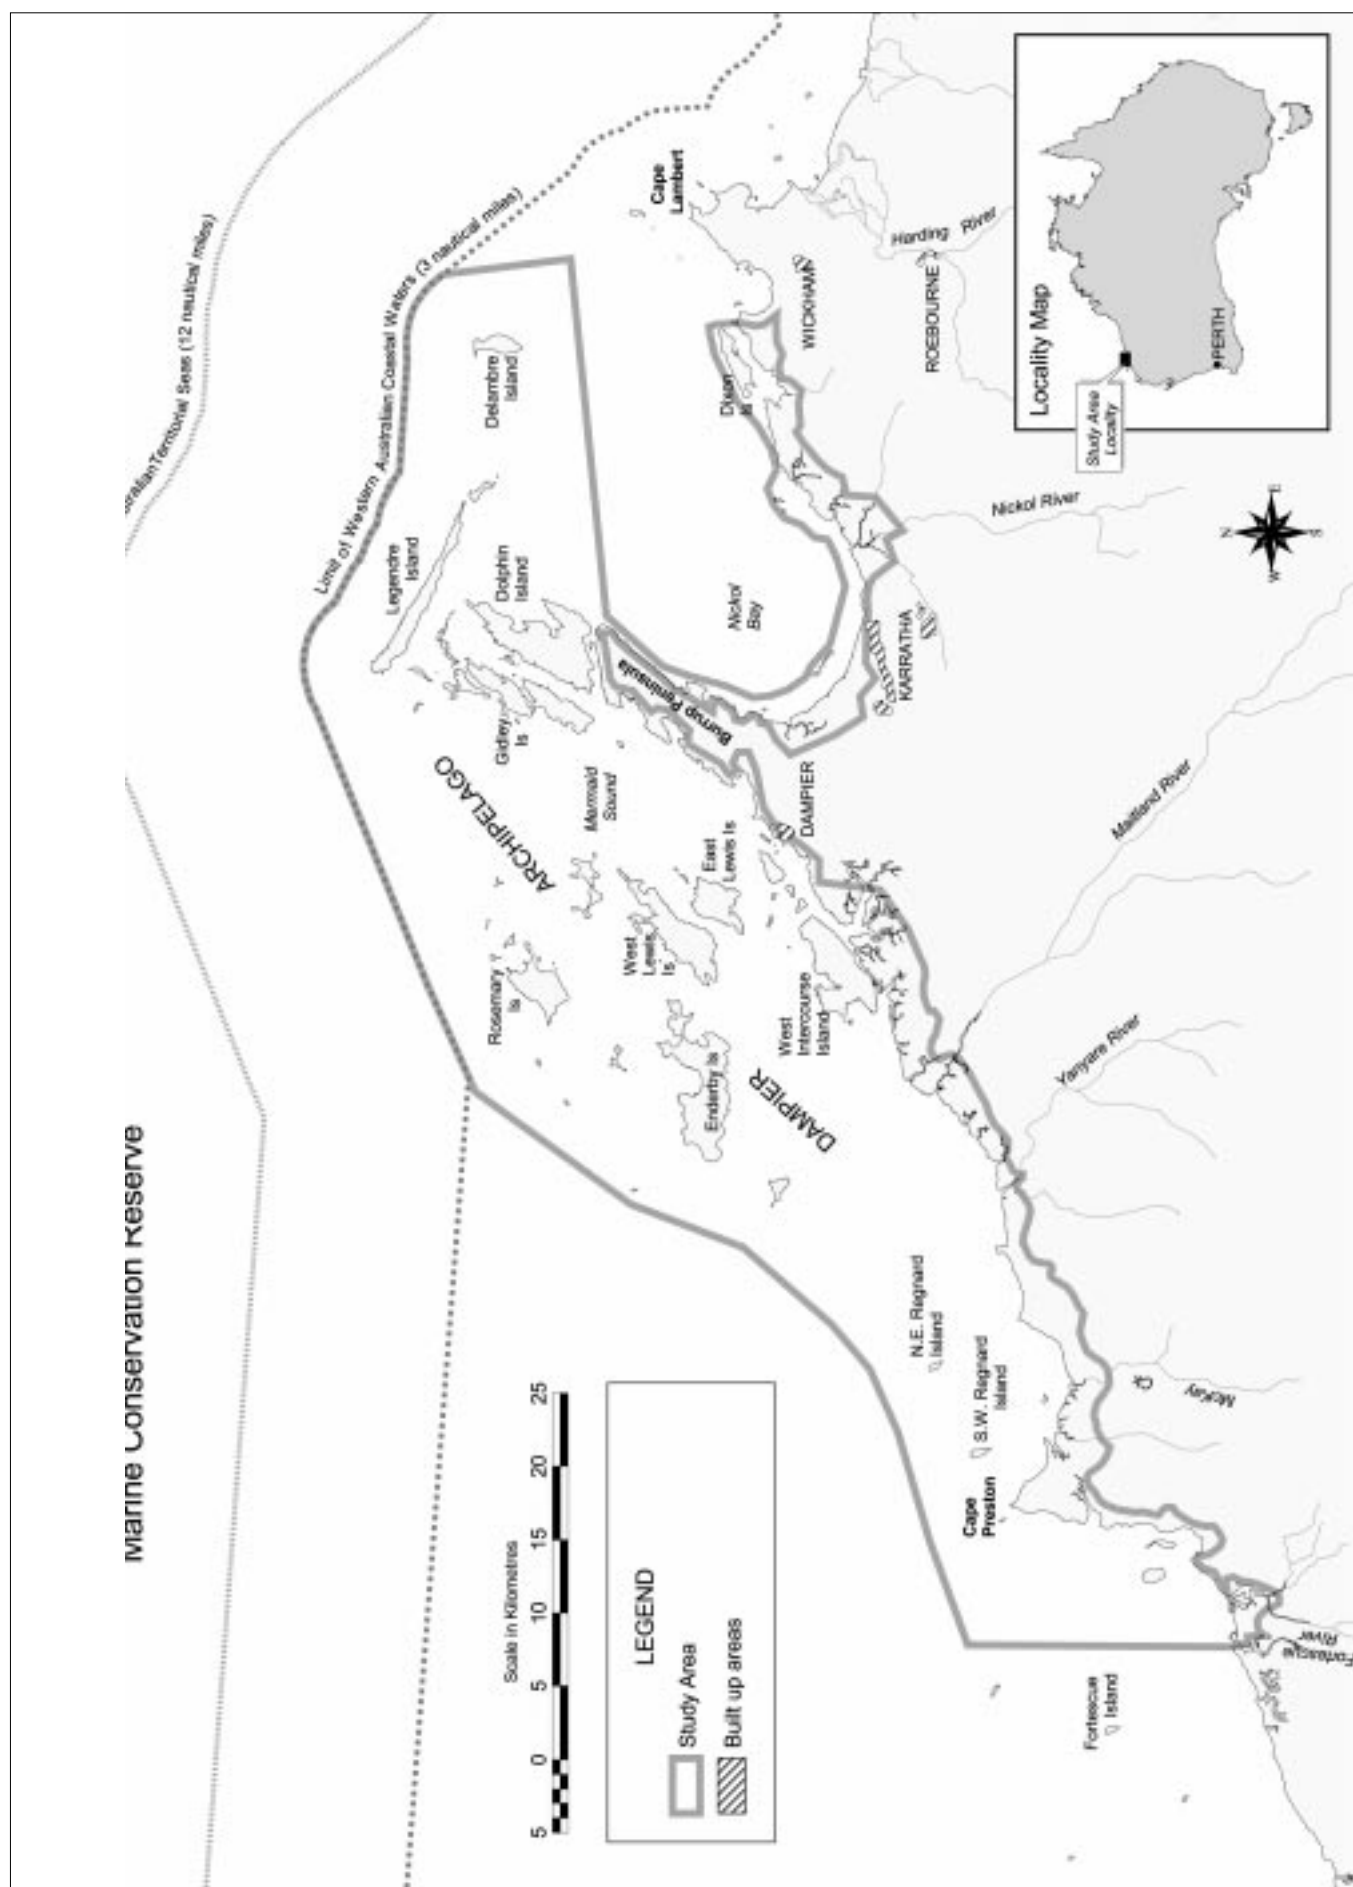 Marine Conservation Reserve
Territorial Seas (12 nautical miles)
Limit of Western Australian Coastal Waters (3 nautical miles)
Legendre
Island
Delambre
Island
Dolphin
Island
Gidley
Is
Cape
Lambert
ARCHIPELAGO
Mermaid
Sound
Burrup Peninsula
Nickol
Bay
Dixon
Is
WICKHAM
Harding River
ROEBOURNE
Rosemary
Is
West
Lewis
Is
East
Lewis Is
DAMPIER
KARRATHA
Nickol River
Enderby Is
DAMPIER
West
Intercourse
Island
Maitland River
Yanyare River
N.E. Regnard
Island
S.W. Regnard
Island
Cape
Preston
McKay
Ck
Fortescue
River
Fortescue
Island
Scale in Kilometres
5 0 5 10 15 20 25
LEGEND
Study Area
Built up areas
N
E
S
W
Locality Map
Study Area
Locality
PERTH